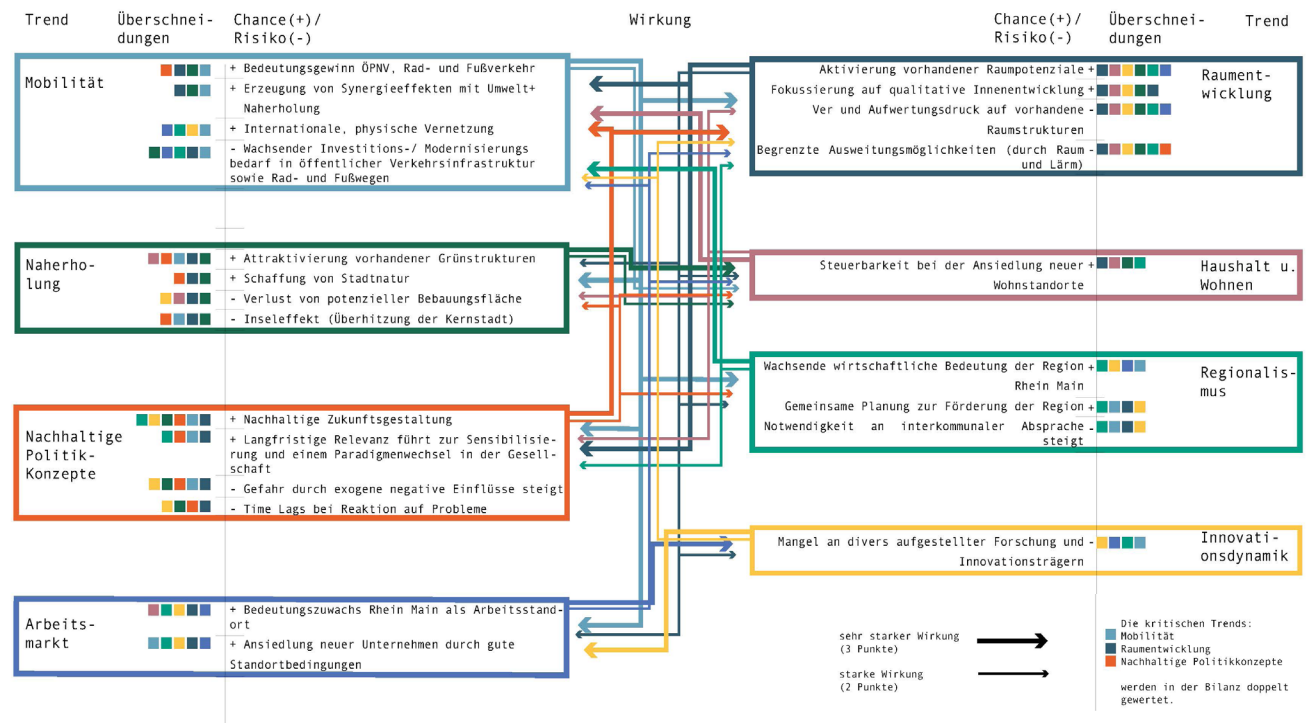 Trend
Überschnei-
dungen
Chance(+)/
Risiko(-)
Wirkung
Chance(+)/
Risiko(-)
Überschnei-
dungen
Trend
Mobilität
+ Bedeutungsgewinn ÖPNV, Rad- und Fußverkehr
+ Erzeugung von Synergieeffekten mit Umwelt+
Naherholung
+ Internationale, physische Vernetzung
- Wachsender Investitions-/ Modernisierungs
bedarf in öffentlicher Verkehrsinfrastruktur
sowie Rad- und Fußwegen
Naherho-
lung
+ Attraktivierung vorhandener Grünstrukturen
+ Schaffung von Stadtnatur
- Verlust von potenzieller Bebauungsfläche
- Inseleffekt (Überhitzung der Kernstadt)
Nachhaltige
Politik-
Konzepte
+ Nachhaltige Zukunftsgestaltung
+ Langfristige Relevanz führt zur Sensibilisie-
rung und einem Paradigmenwechsel in der Gesell-
schaft
- Gefahr durch exogene negative Einflüsse steigt
- Time Lags bei Reaktion auf Probleme
Arbeits-
markt
+ Bedeutungszuwachs Rhein Main als Arbeitsstand-
ort
+ Ansiedlung neuer Unternehmen durch gute
Standortbedingungen
Aktivierung vorhandener Raumpotenziale +
Fokussierung auf qualitative Innenentwicklung +
Ver und Aufwertungsdruck auf vorhandene -
Raumstrukturen
Begrenzte Ausweitungsmöglichkeiten (durch Raum -
und Lärm)
Raument-
wicklung
Steuerbarkeit bei der Ansiedlung neuer +
Wohnstandorte
Haushalt u.
Wohnen
Wachsende wirtschaftliche Bedeutung der Region +
Rhein Main
Gemeinsame Planung zur Förderung der Region +
Notwendigkeit an interkommunaler Absprache -
steigt
Regionalis-
mus
Mangel an divers aufgestellter Forschung und -
Innovationsträgern
Innovati-
onsdynamik
sehr starker Wirkung
(3 Punkte)
starke Wirkung
(2 Punkte)
Die kritischen Trends:
Mobilität
Raumentwicklung
Nachhaltige Politikkonzepte
werden in der Bilanz doppelt
gewertet.